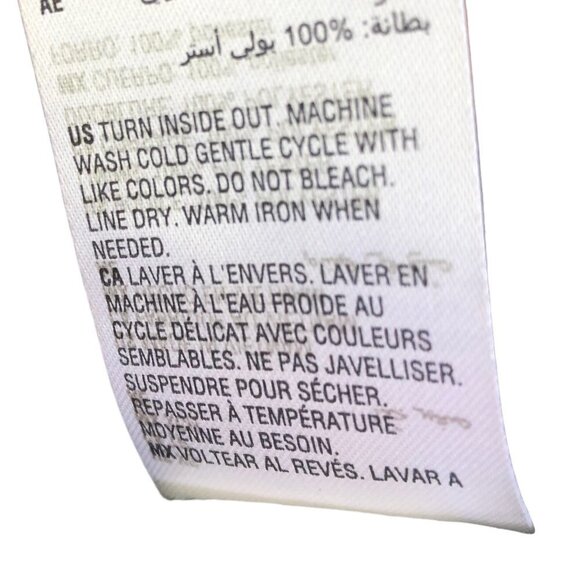 AE
بطانة: 100% بولي أستر
US TURN INSIDE OUT. MACHINE
WASH COLD GENTLE CYCLE WITH
LIKE COLORS. DO NOT BLEACH.
LINE DRY. WARM IRON WHEN
NEEDED.
CA LAVER À L'ENVERS. LAVER EN
MACHINE À L'EAU FROIDE AU
CYCLE DÉLICAT AVEC COULEURS
SEMBLABLES. NE PAS JAVELLISER.
SUSPENDRE POUR SÉCHER.
REPASSER À TEMPÉRATURE
MOYENNE AU BESOIN.
MX VOLTEAR AL REVÉS. LAVAR A